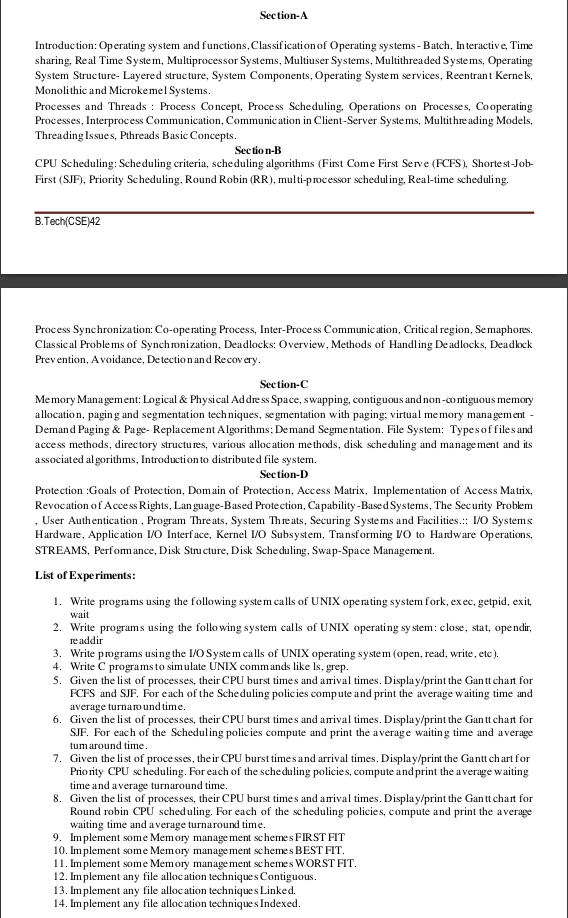 Section-A
Introduction: Operating system and functions, Classification of Operating systems - Batch, Interactive, Time
sharing, Real Time System, Multiprocessor Systems, Multiuser Systems, Multithreaded Systems, Operating
System Structure- Layered structure, System Components, Operating System services, Reentrant Kernels,
Monolithic and Microkernel Systems.
Processes and Threads : Process Concept, Process Scheduling, Operations on Processes, Cooperating
Processes, Interprocess Communication, Communication in Client-Server Systems, Multithreading Models,
Threading Issues, Pthreads Basic Concepts.
Section-B
CPU Scheduling: Scheduling criteria, scheduling algorithms (First Come First Serve (FCFS), Shortest-Job-
First (SJF), Priority Scheduling, Round Robin (RR), multi-processor scheduling, Real-time scheduling.
B.Tech(CSE)42
Process Synchronization: Co-operating Process, Inter-Process Communication, Critical region, Semaphores.
Classical Problems of Synchronization, Deadlocks: Overview, Methods of Handling Deadlocks, Deadlock
Prevention, Avoidance, Detection and Recovery.
Section-C
Memory Management: Logical & Physical Address Space, swapping, contiguous and non-contiguous memory
allocation, paging and segmentation techniques, segmentation with paging; virtual memory management -
Demand Paging & Page- Replacement Algorithms; Demand Segmentation. File System: Types of files and
access methods, directory structures, various allocation methods, disk scheduling and management and its
associated algorithms, Introduction to distributed file system.
Section-D
Protection :Goals of Protection, Domain of Protection, Access Matrix, Implementation of Access Matrix,
Revocation of Access Rights, Language-Based Protection, Capability-Based Systems, The Security Problem
, User Authentication , Program Threats, System Threats, Securing Systems and Facilities.:: I/O Systems:
Hardware, Application I/O Interface, Kernel I/O Subsystem, Transforming I/O to Hardware Operations,
STREAMS, Performance, Disk Structure, Disk Scheduling, Swap-Space Management.
List of Experiments:
1. Write programs using the following system calls of UNIX operating system fork, exec, getpid, exit,
wait
2. Write programs using the following system calls of UNIX operating system: close, stat, opendir,
readdir
3. Write programs using the I/O System calls of UNIX operating system (open, read, write, etc).
4. Write C programs to simulate UNIX commands like ls, grep.
5. Given the list of processes, their CPU burst times and arrival times. Display/print the Gantt chart for
FCFS and SJF. For each of the Scheduling policies compute and print the average waiting time and
average turnaround time.
6. Given the list of processes, their CPU burst times and arrival times. Display/print the Gantt chart for
SJF. For each of the Scheduling policies compute and print the average waiting time and average
turnaround time.
7. Given the list of processes, their CPU burst times and arrival times. Display/print the Gantt chart for
Priority CPU scheduling. For each of the scheduling policies, compute and print the average waiting
time and average turnaround time.
8. Given the list of processes, their CPU burst times and arrival times. Display/print the Gantt chart for
Round robin CPU scheduling. For each of the scheduling policies, compute and print the average
waiting time and average turnaround time.
9. Implement some Memory management schemes FIRST FIT
10. Implement some Memory management schemes BEST FIT.
11. Implement some Memory management schemes WORST FIT.
12. Implement any file allocation techniques Contiguous.
13. Implement any file allocation techniques Linked.
14. Implement any file allocation techniques Indexed.